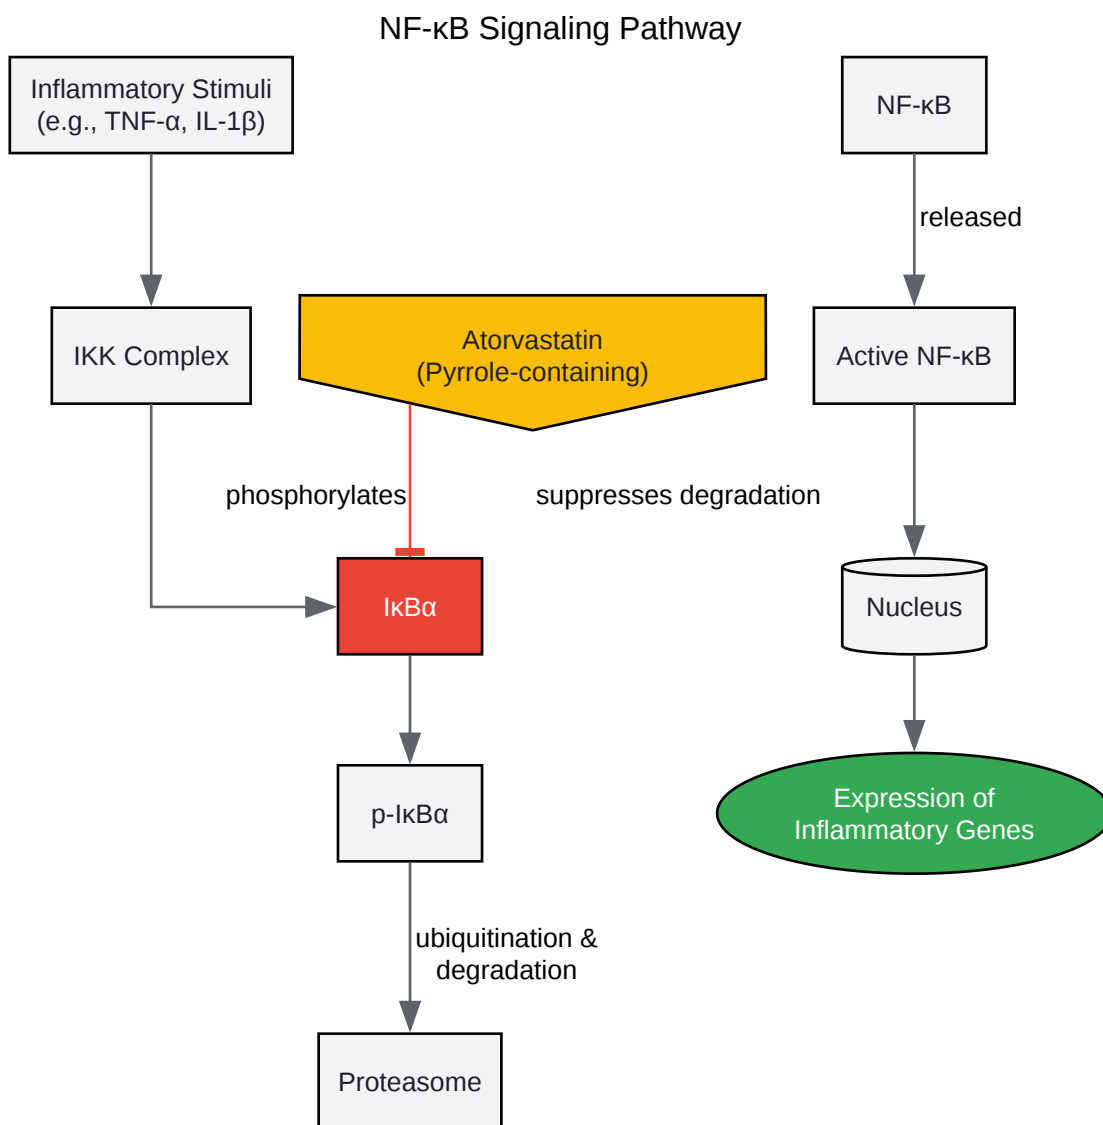 NF-κB Signaling Pathway
Inflammatory Stimuli
(e.g., TNF-α, IL-1β)
NF-κB
released
IKK Complex
Atorvastatin
(Pyrrole-containing)
Active NF-κB
phosphorylates
suppresses degradation
IκBα
Nucleus
p-IκBα
Expression of
Inflammatory Genes
ubiquitination &
degradation
Proteasome